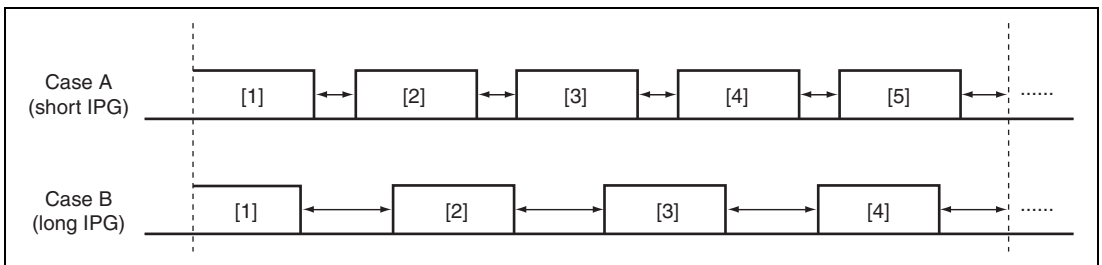 Case A
(short IPG)
[1] [2] [3] [4] [5] ......
Case B
(long IPG)
[1] [2] [3] [4] ......